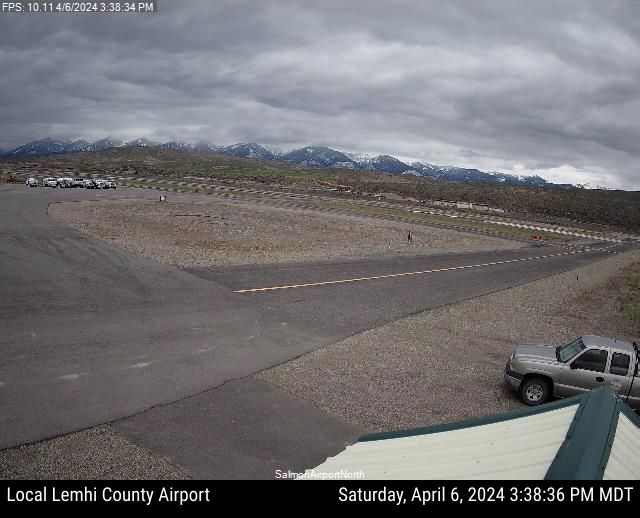 FPS: 10.11 4/6/2024 3:38:34 PM
SalmonAirportNorth
Local Lemhi County Airport
Saturday, April 6, 2024 3:38:36 PM MDT